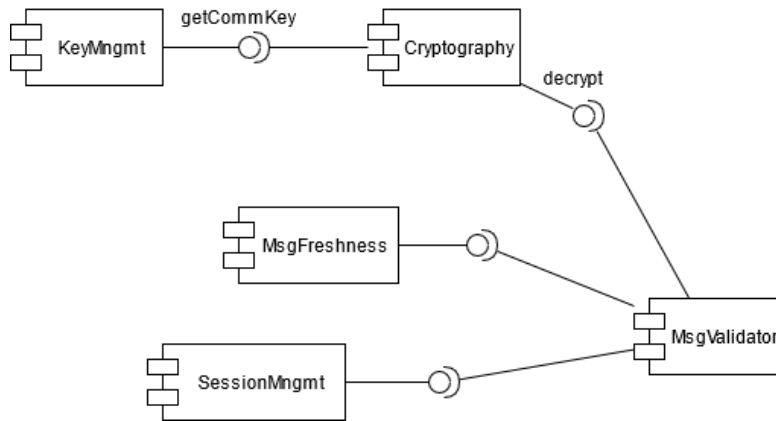 getCommKey
KeyMngmt
Cryptography
decrypt
MsgFreshness
MsgValidator
SessionMngmt